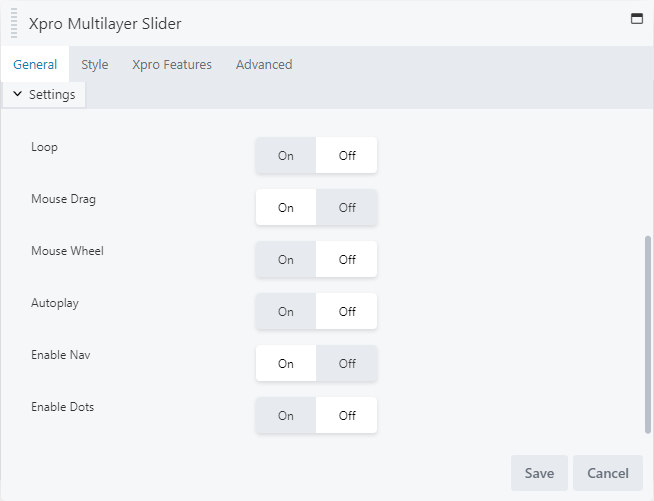 Xpro Multilayer Slider
General Style Xpro Features Advanced
Settings
Loop On Off
Mouse Drag On Off
Mouse Wheel On Off
Autoplay On Off
Enable Nav On Off
Enable Dots On Off
Save Cancel